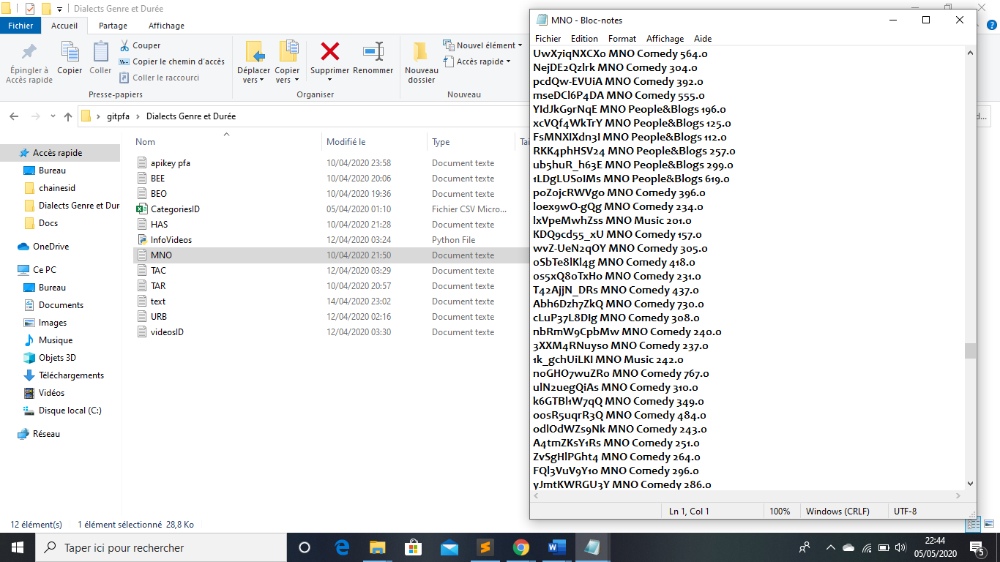 Dialects Genre et Durée
Fichier Accueil Partage Affichage
Épingler à Accès rapide
Copier
Coller
Couper
Copier le chemin d'accès
Coller le raccourci
Presse-papiers
Déplacer vers
Copier vers
Supprimer
Renommer
Organiser
Nouveau dossier
Nouvel élément
Accès rapide
Nouveau
gitpfa Dialects Genre et Durée
d...
Accès rapide
Bureau
chainesid
Dialects Genre et Dur
Docs
OneDrive
Ce PC
Bureau
Documents
Images
Musique
Objets 3D
Téléchargements
Vidéos
Disque local (C:)
Réseau
Nom Modifié le Type Tai
apikey pfa 10/04/2020 23:58 Document texte
BEE 10/04/2020 20:06 Document texte
BEO 10/04/2020 19:36 Document texte
CategoriesID 05/04/2020 01:10 Fichier CSV Micro...
HAS 10/04/2020 21:28 Document texte
InfoVideos 12/04/2020 03:24 Python File
MNO 10/04/2020 21:50 Document texte
TAC 12/04/2020 03:29 Document texte
TAR 10/04/2020 20:57 Document texte
text 14/04/2020 23:02 Document texte
URB 12/04/2020 02:16 Document texte
videosID 12/04/2020 03:30 Document texte
12 élément(s) 1 élément sélectionné 28,8 Ko
MNO - Bloc-notes
Fichier Edition Format Affichage Aide
UwX7iqNXCX0 MNO Comedy 564.0
NejDE2Qzlrk MNO Comedy 304.0
pcdQw-EVUiA MNO Comedy 392.0
mseDCl6P4DA MNO Comedy 555.0
YIdJkG9rNqE MNO People&Blogs 196.0
xcVQf4WkTrY MNO People&Blogs 125.0
FsMNXIXdn3I MNO People&Blogs 112.0
RKK4phHSV24 MNO People&Blogs 257.0
ub5huR_h63E MNO People&Blogs 299.0
1LDgLUSoIMs MNO People&Blogs 619.0
poZojcRWVgo MNO Comedy 396.0
loex9wO-gQg MNO Comedy 234.0
lxVpeMwhZss MNO Music 201.0
KDQ9cd55_xU MNO Comedy 157.0
wvZ-UeN2qOY MNO Comedy 305.0
0SbTe8lKl4g MNO Comedy 418.0
0s5xQ80TxH0 MNO Comedy 231.0
T42AjjN_DRs MNO Comedy 437.0
Abh6Dzh7ZkQ MNO Comedy 730.0
cLuP37L8DIg MNO Comedy 308.0
nbRmW9CpbMw MNO Comedy 240.0
3XXM4RNuyso MNO Comedy 237.0
1k_gchUiLKI MNO Music 242.0
noGHO7wuZRo MNO Comedy 767.0
ulN2uegQiAs MNO Comedy 310.0
k6GTBl1W7qQ MNO Comedy 349.0
00sR5uqrR3Q MNO Comedy 484.0
odlOdWZs9Nk MNO Comedy 243.0
A4tmZKsY1Rs MNO Comedy 251.0
ZvSgHlPGht4 MNO Comedy 264.0
FQl3VuV9Y10 MNO Comedy 296.0
yJmtKWRGU3Y MNO Comedy 286.0
Ln 1, Col 1 100% Windows (CRLF) UTF-8
Taper ici pour rechercher
22:44
05/05/2020
5